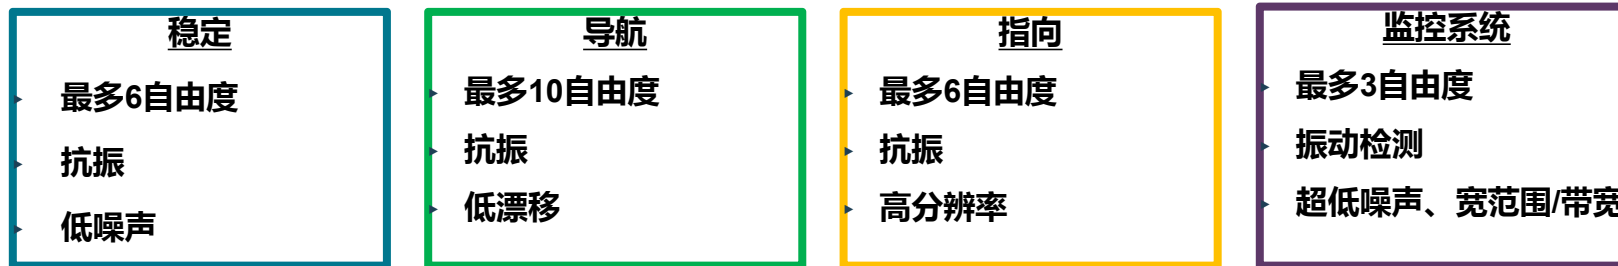 稳定
最多6自由度
抗振
低噪声
导航
最多10自由度
抗振
低漂移
指向
最多6自由度
抗振
高分辨率
监控系统
最多3自由度
振动检测
超低噪声、宽范围/带宽